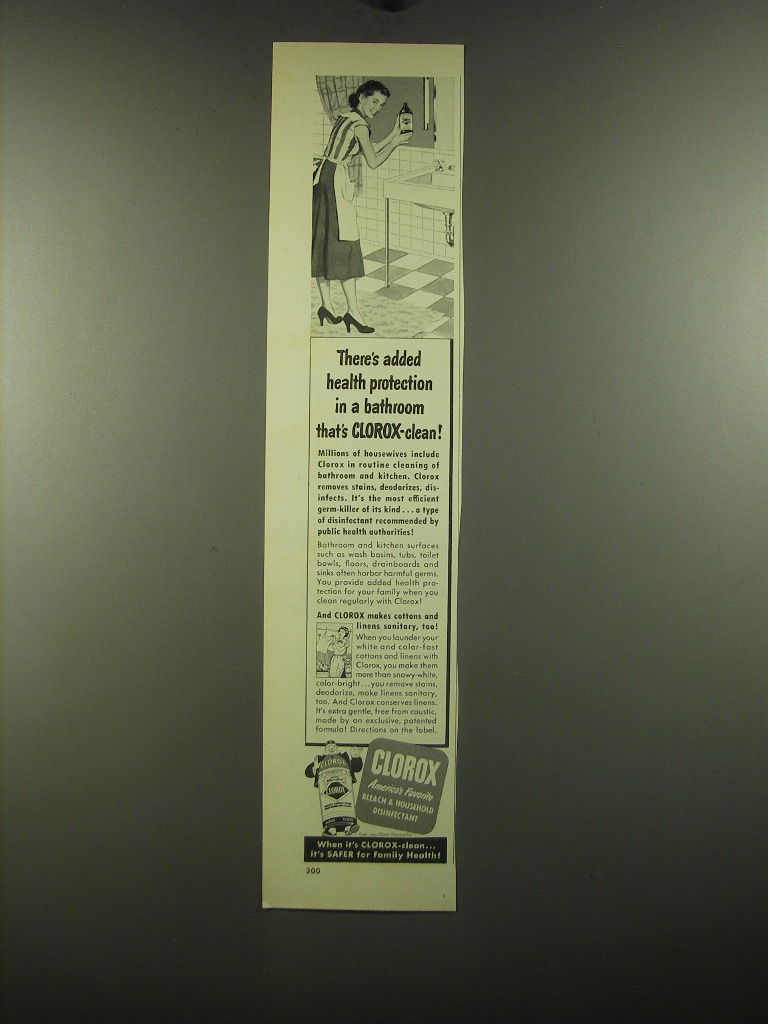 There's added
health protection
in a bathroom
that's CLOROX-clean!
Millions of housewives include
Clorox in routine cleaning of
bathroom and kitchen. Clorox
removes stains, deodorizes, dis-
infects. It's the most efficient
germ-killer of its kind...a type
of disinfectant recommended by
public health authorities!
Bathroom and kitchen surfaces
such as wash basins, tubs, toilet
bowls, floors, drainboards and
sinks often harbor harmful germs.
You provide added health pro-
tection for your family when you
clean regularly with Clorox!
And CLOROX makes cottons and
linens sanitary, too!
When you launder your
white and color-fast
cottons and linens with
Clorox, you make them
more than snowy-white,
color-bright...you remove stains,
deodorize, make linens sanitary,
too. And Clorox conserves linens.
It's extra gentle, free from caustic,
made by an exclusive, patented
formula! Directions on the label.
CLOROX
CLOROX
CLOROX
America's Favorite
BLEACH & HOUSEHOLD
DISINFECTANT
When it's CLOROX-clean...
it's SAFER for Family Health!
300